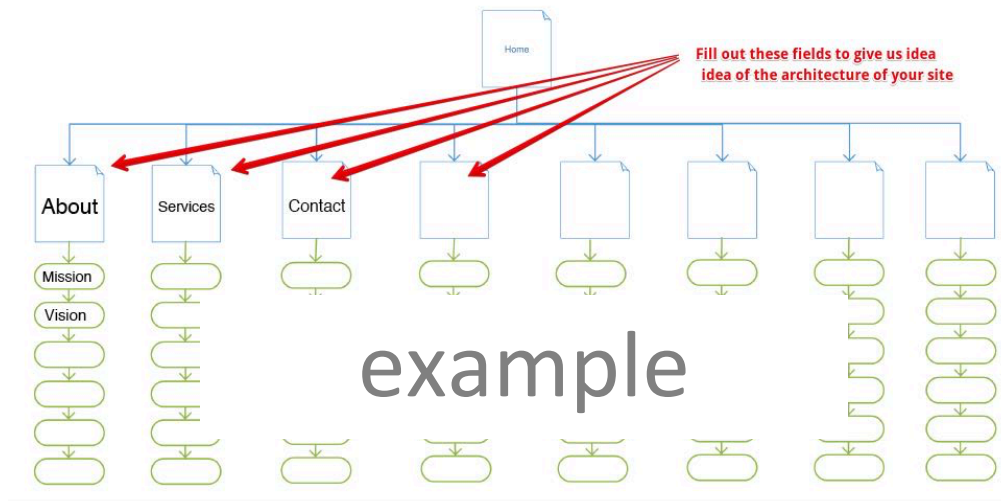 Home
Fill out these fields to give us idea
idea of the architecture of your site
About
Services
Contact
Mission
Vision
example